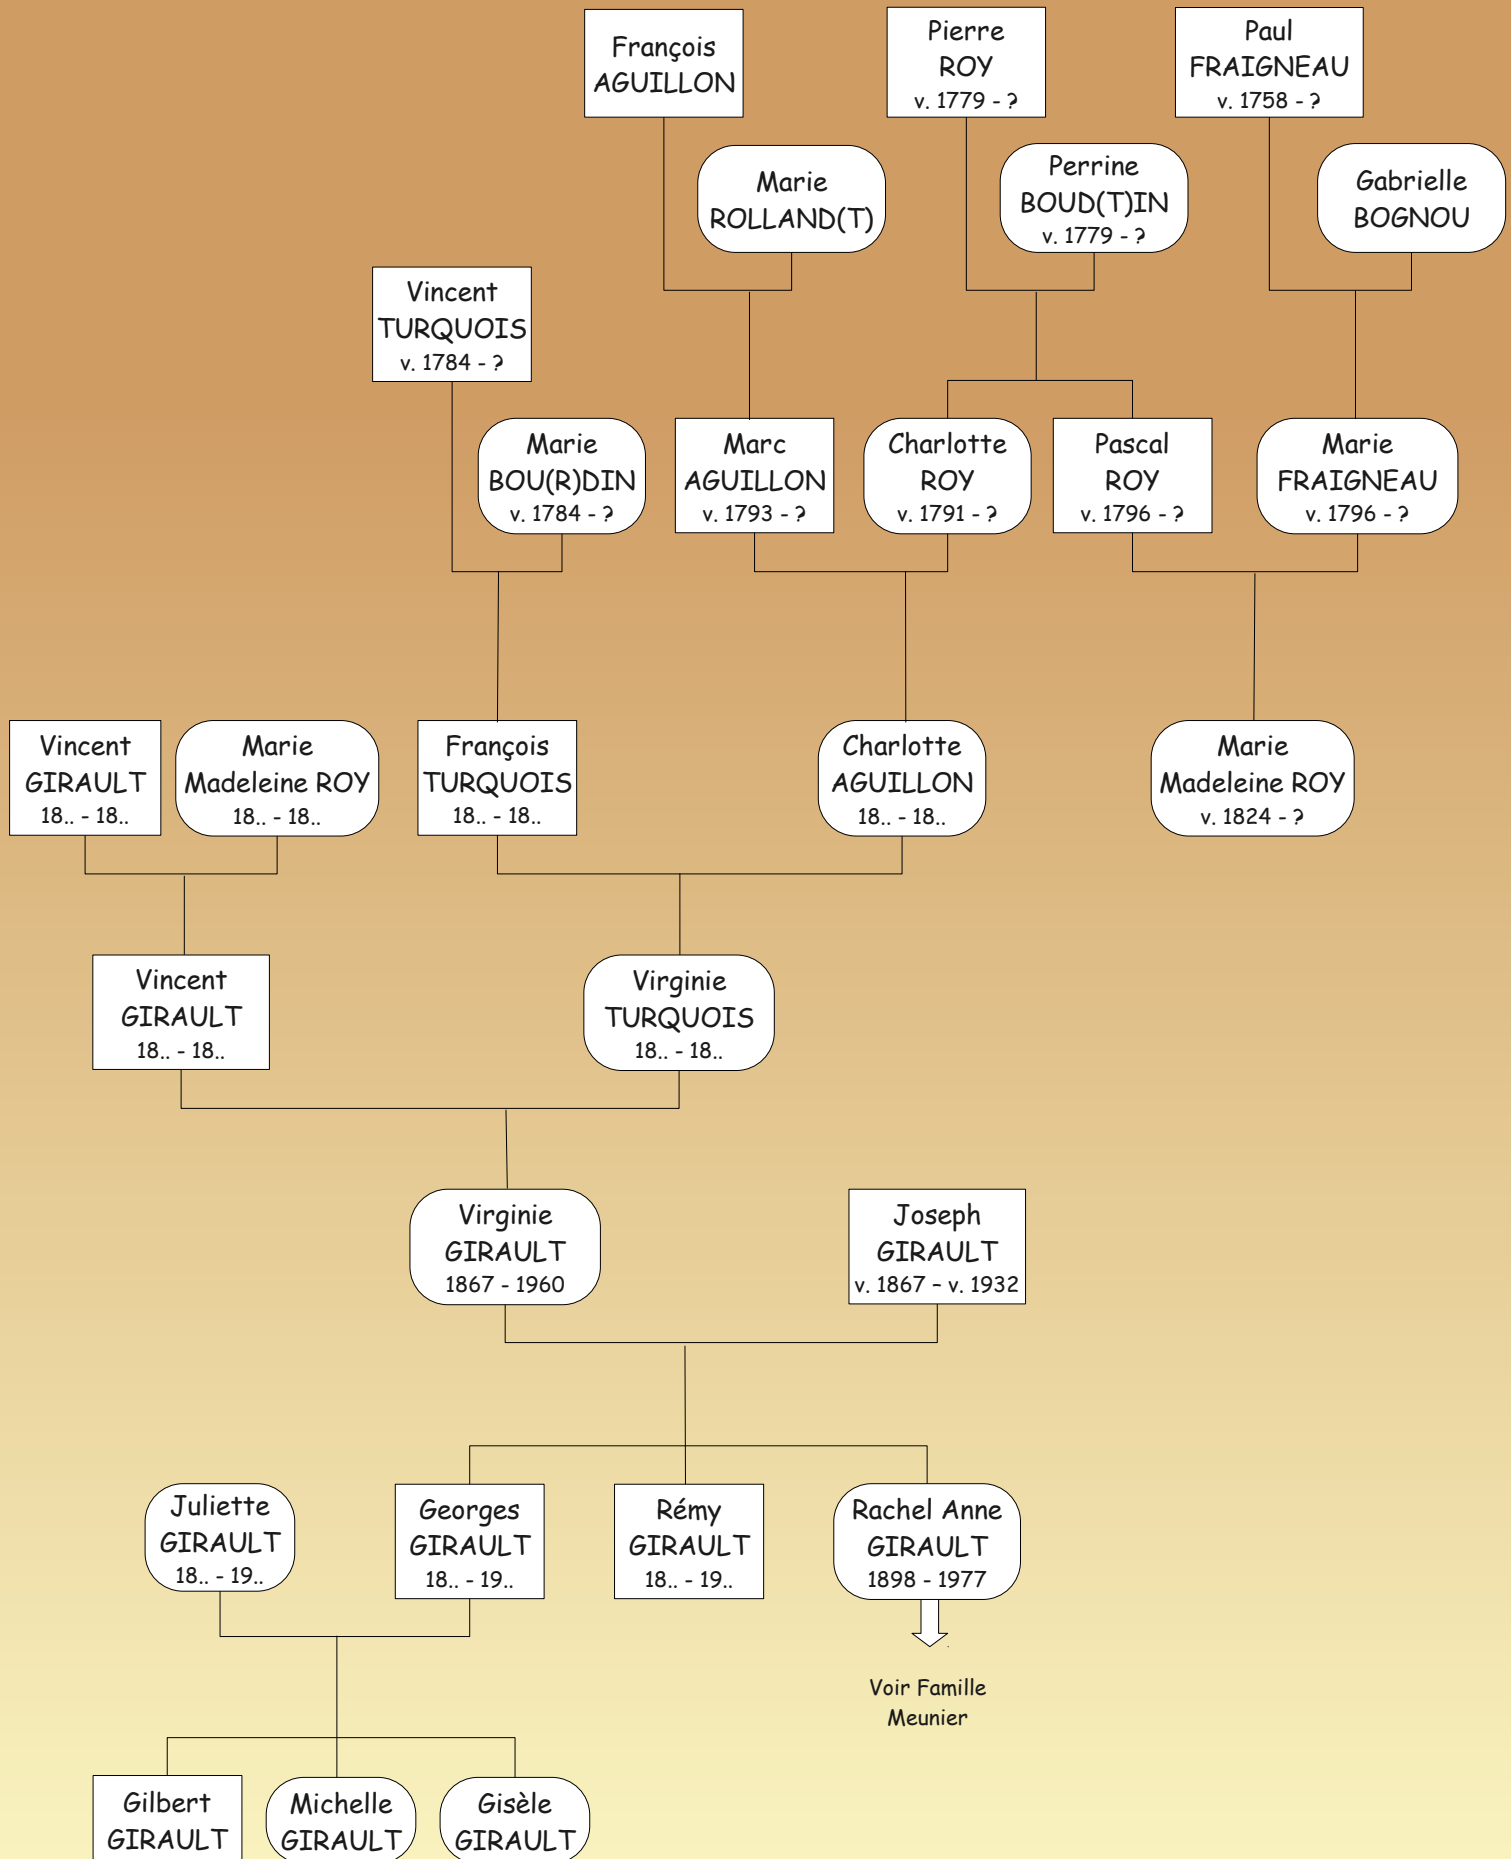 François
AGUILLON
Pierre
ROY
v. 1779 - ?
Paul
FRAIGNEAU
v. 1758 - ?
Marie
ROLLAND(T)
Perrine
BOUD(T)IN
v. 1779 - ?
Gabrielle
BOGNOU
Vincent
TURQUOIS
v. 1784 - ?
Marie
BOU(R)DIN
v. 1784 - ?
Marc
AGUILLON
v. 1793 - ?
Charlotte
ROY
v. 1791 - ?
Pascal
ROY
v. 1796 - ?
Marie
FRAIGNEAU
v. 1796 - ?
Vincent
GIRAULT
18.. - 18..
Marie
Madeleine ROY
18.. - 18..
François
TURQUOIS
18.. - 18..
Charlotte
AGUILLON
18.. - 18..
Marie
Madeleine ROY
v. 1824 - ?
Vincent
GIRAULT
18.. - 18..
Virginie
TURQUOIS
18.. - 18..
Virginie
GIRAULT
1867 - 1960
Joseph
GIRAULT
v. 1867 – v. 1932
Juliette
GIRAULT
18.. - 19..
Georges
GIRAULT
18.. - 19..
Rémy
GIRAULT
18.. - 19..
Rachel Anne
GIRAULT
1898 - 1977
Voir Famille
Meunier
Gilbert
GIRAULT
Michelle
GIRAULT
Gisèle
GIRAULT